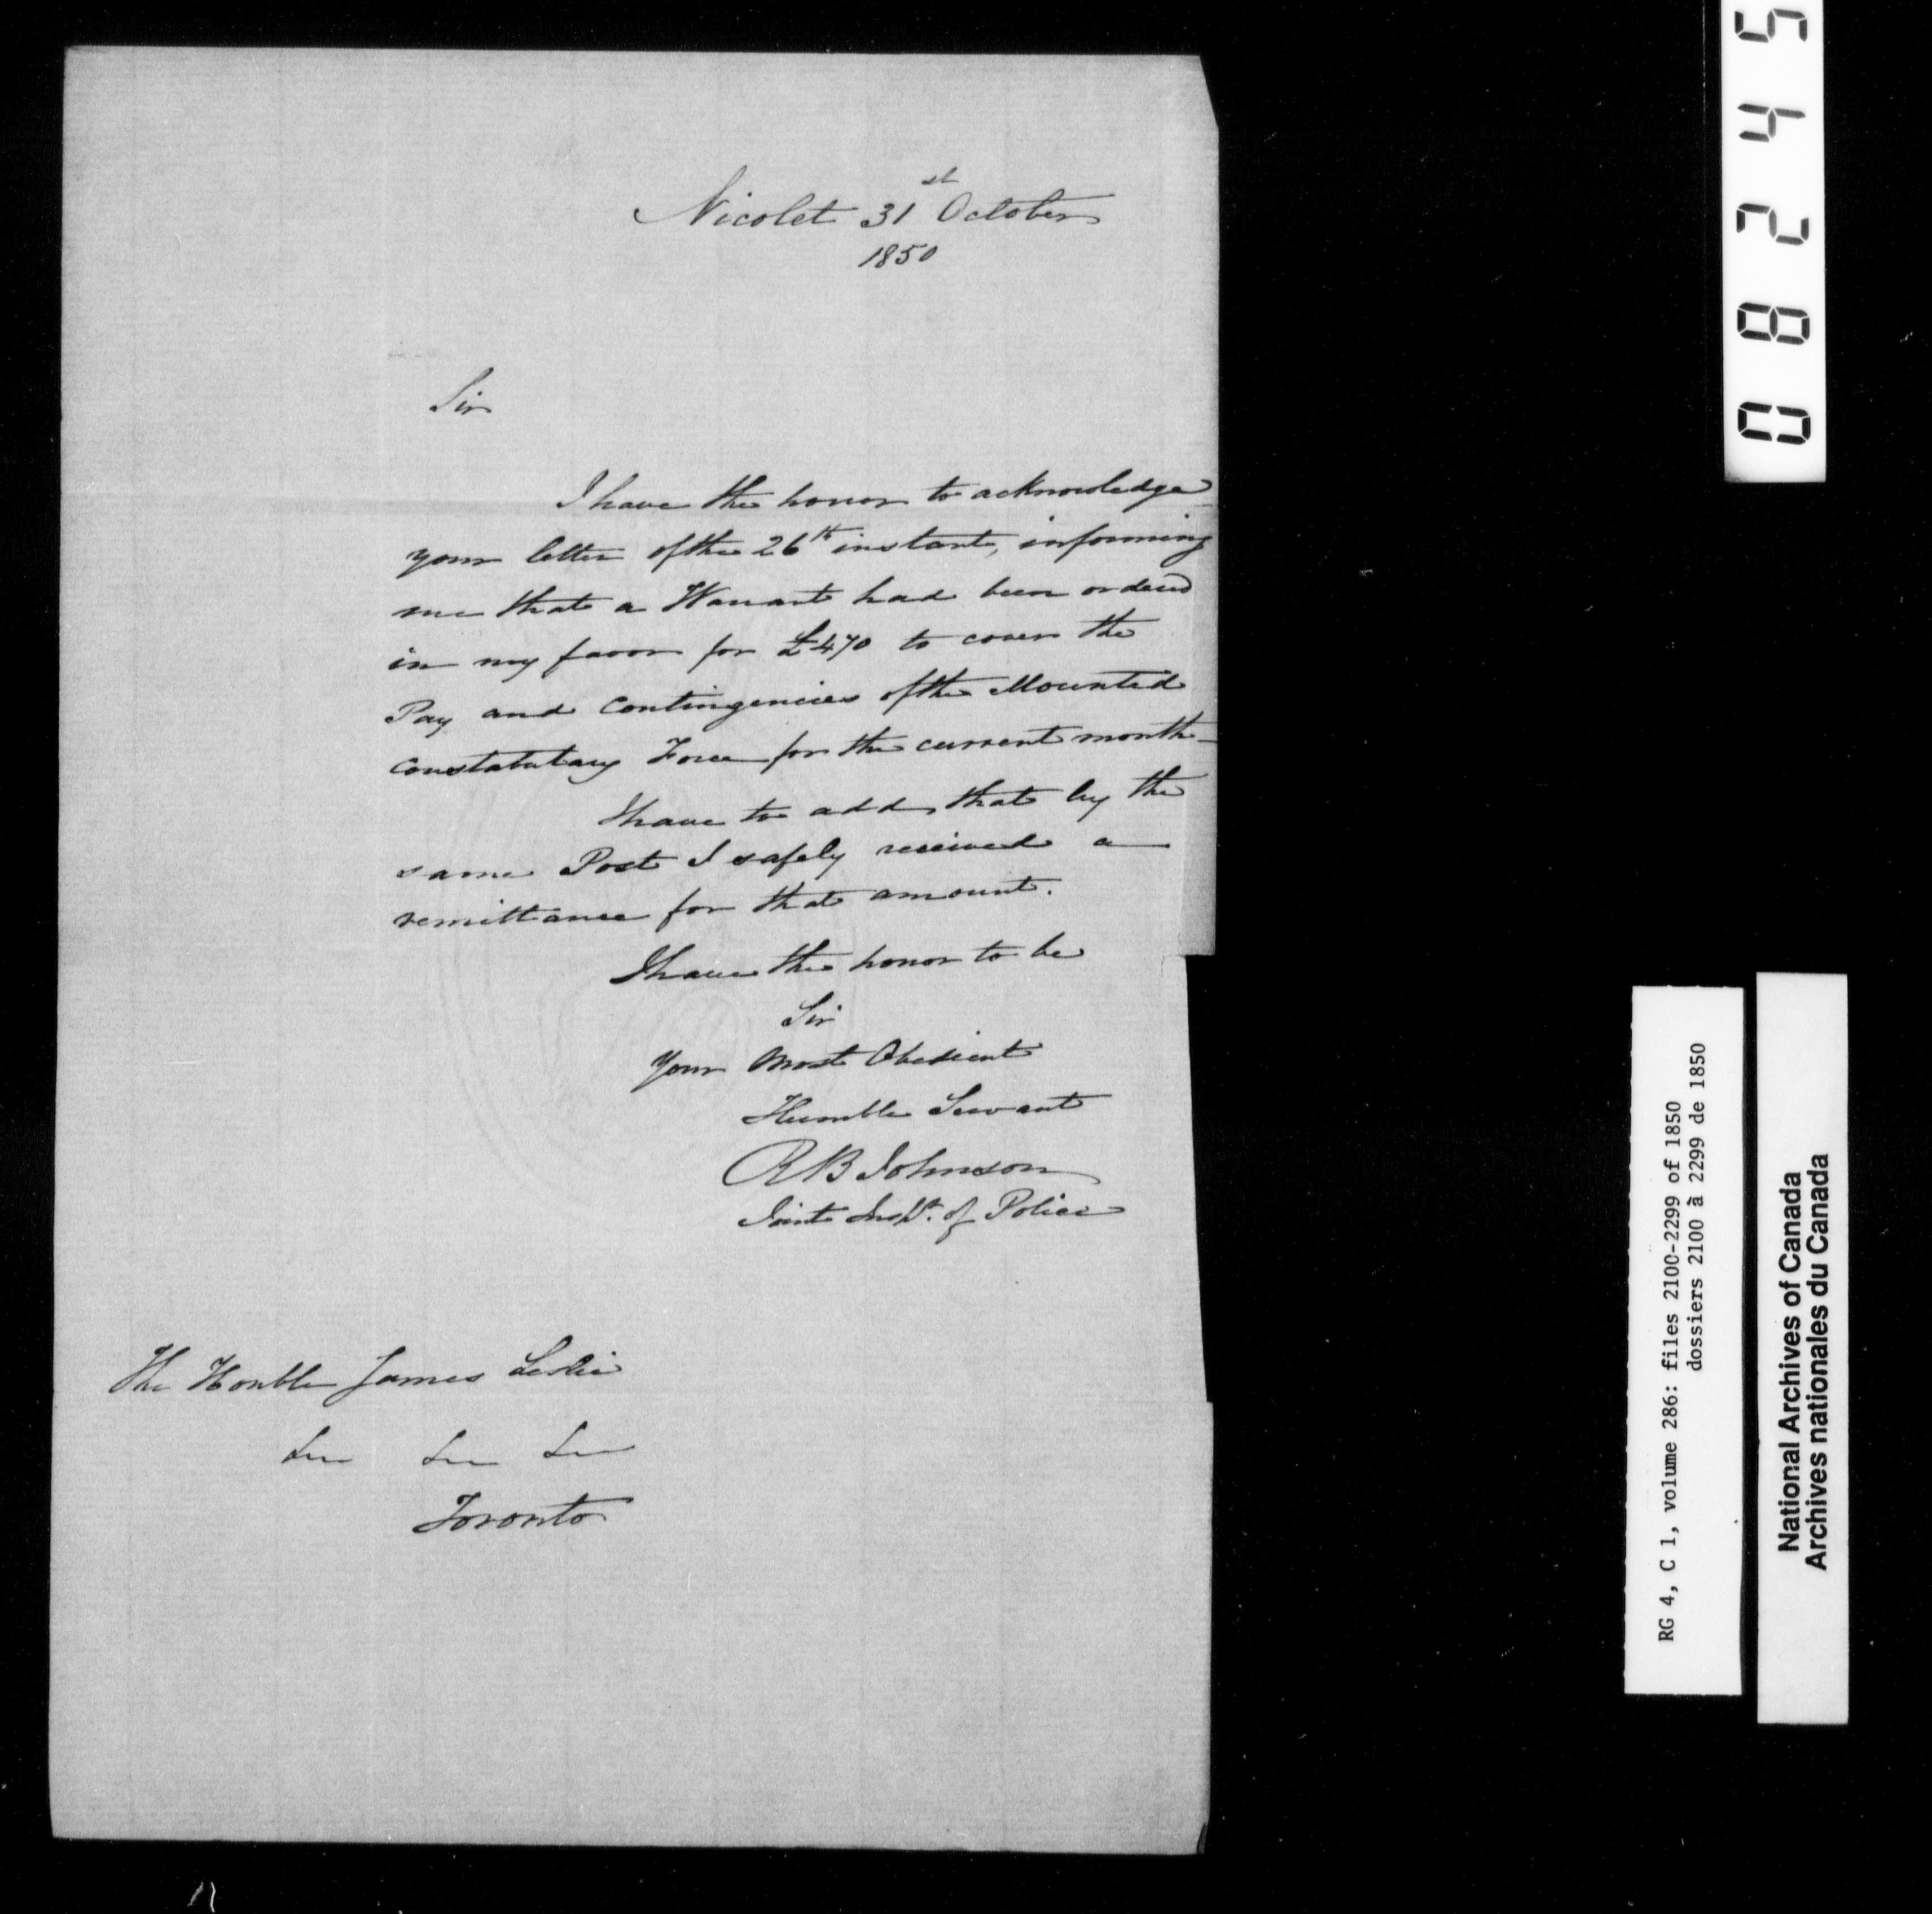 Nicolet 31st October
1850
Sir
I have the honor to acknowledge
your letter of the 26th instant, informing
me that a Warrant had been ordered
in my favor for £470 to cover the
Pay and Contingencies of the Mounted
Constabulary Force for the current month
I have to add, that by the
same Post I safely received a
remittance for that amount.
I have the honor to be
Sir
Your Most Obedient
Humble Servant
R B Johnson
Joint Inspr. of Police
The Honble James Leslie
&c &c &c
Toronto
08245
RG 4, C 1, volume 286: files 2100-2299 of 1850
dossiers 2100 à 2299 de 1850
National Archives of Canada
Archives nationales du Canada